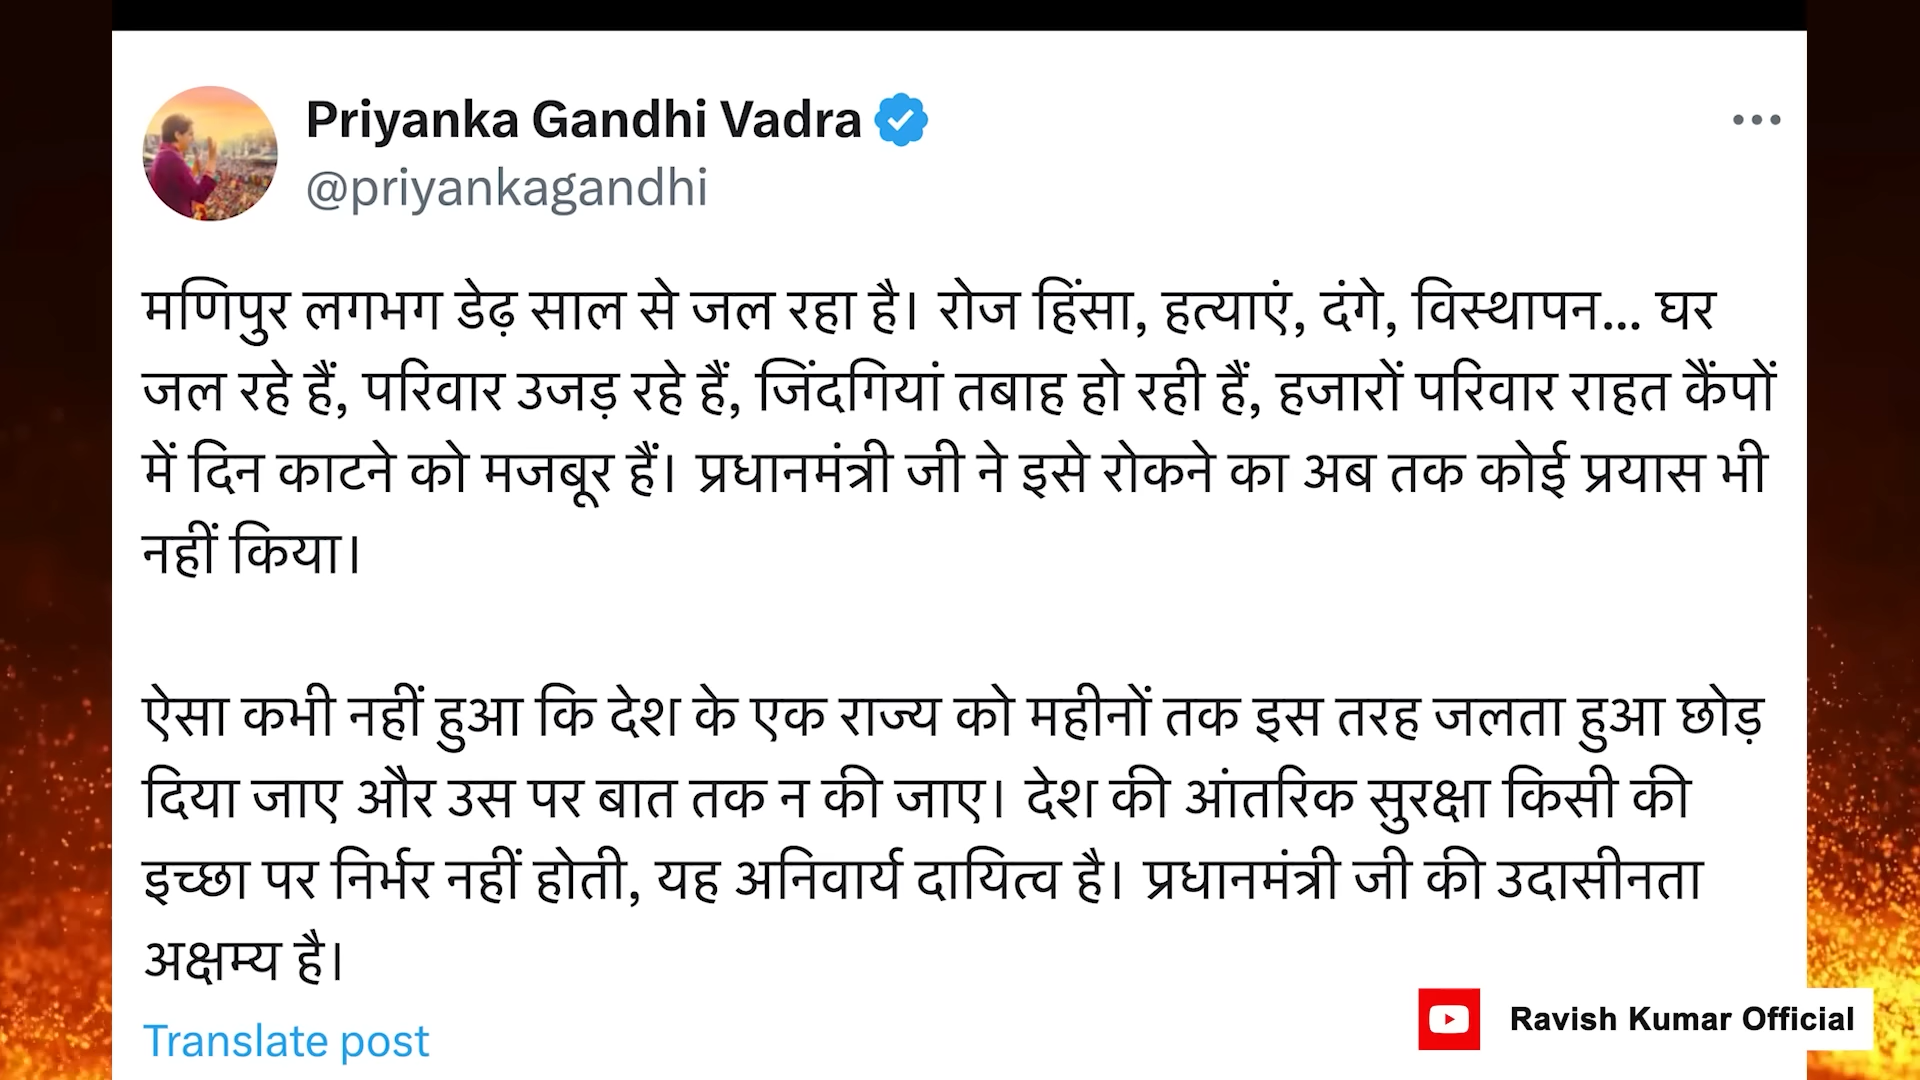 Priyanka Gandhi Vadra
@priyankagandhi
मणिपुर लगभग डेढ़ साल से जल रहा है। रोज हिंसा, हत्याएं, दंगे, विस्थापन... घर
जल रहे हैं, परिवार उजड़ रहे हैं, जिंदगियां तबाह हो रही हैं, हजारों परिवार राहत कैंपों
में दिन काटने को मजबूर हैं। प्रधानमंत्री जी ने इसे रोकने का अब तक कोई प्रयास भी
नहीं किया।
ऐसा कभी नहीं हुआ कि देश के एक राज्य को महीनों तक इस तरह जलता हुआ छोड़
दिया जाए और उस पर बात तक न की जाए। देश की आंतरिक सुरक्षा किसी की
इच्छा पर निर्भर नहीं होती, यह अनिवार्य दायित्व है। प्रधानमंत्री जी की उदासीनता
अक्षम्य है।
Translate post
Ravish Kumar Official